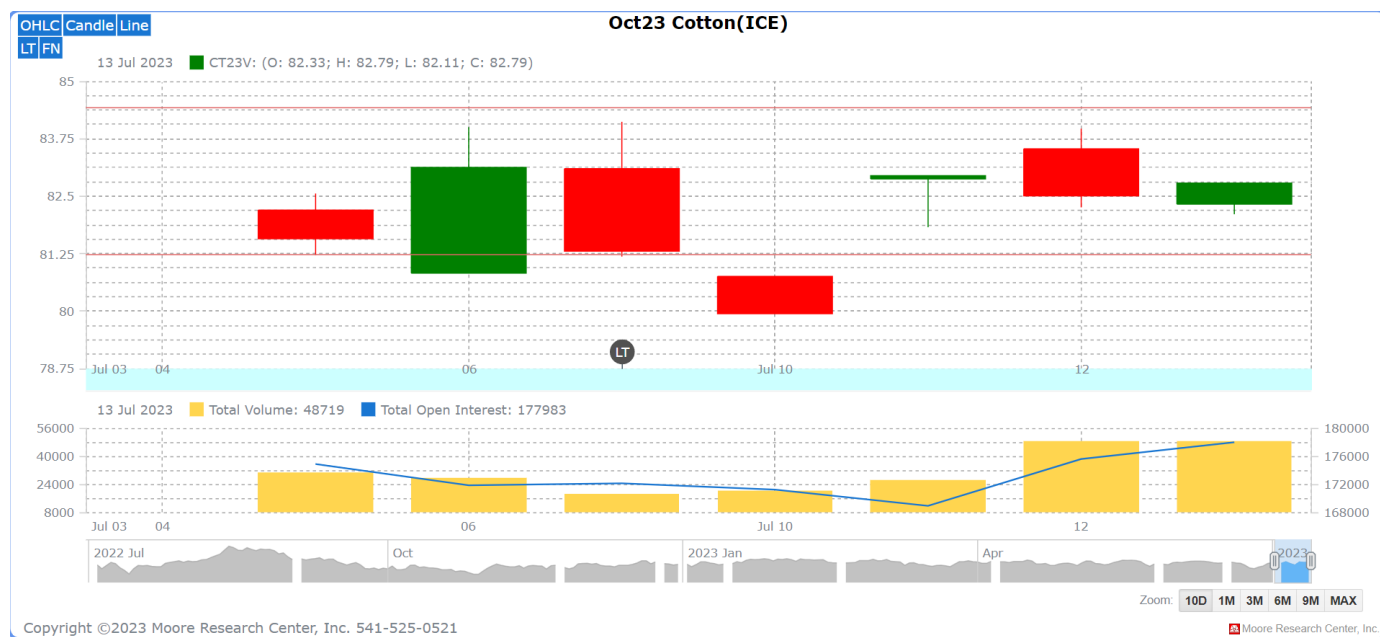 Oct23 Cotton(ICE)
OHLC Candle Line
LT FN
13 Jul 2023 CT23V: (O: 82.33; H: 82.79; L: 82.11; C: 82.79)
85
83.75
82.5
81.25
80
LT
78.75 Jul 03 04 06 Jul 10 12
13 Jul 2023 Total Volume: 48719 Total Open Interest: 177983
56000 180000
40000 176000
24000 172000
8000 168000
Jul 03 04 06 Jul 10 12
2022 Jul Oct 2023 Jan Apr 2023
Zoom: 10D 1M 3M 6M 9M MAX
Copyright ©2023 Moore Research Center, Inc. 541-525-0521
Moore Research Center, Inc.